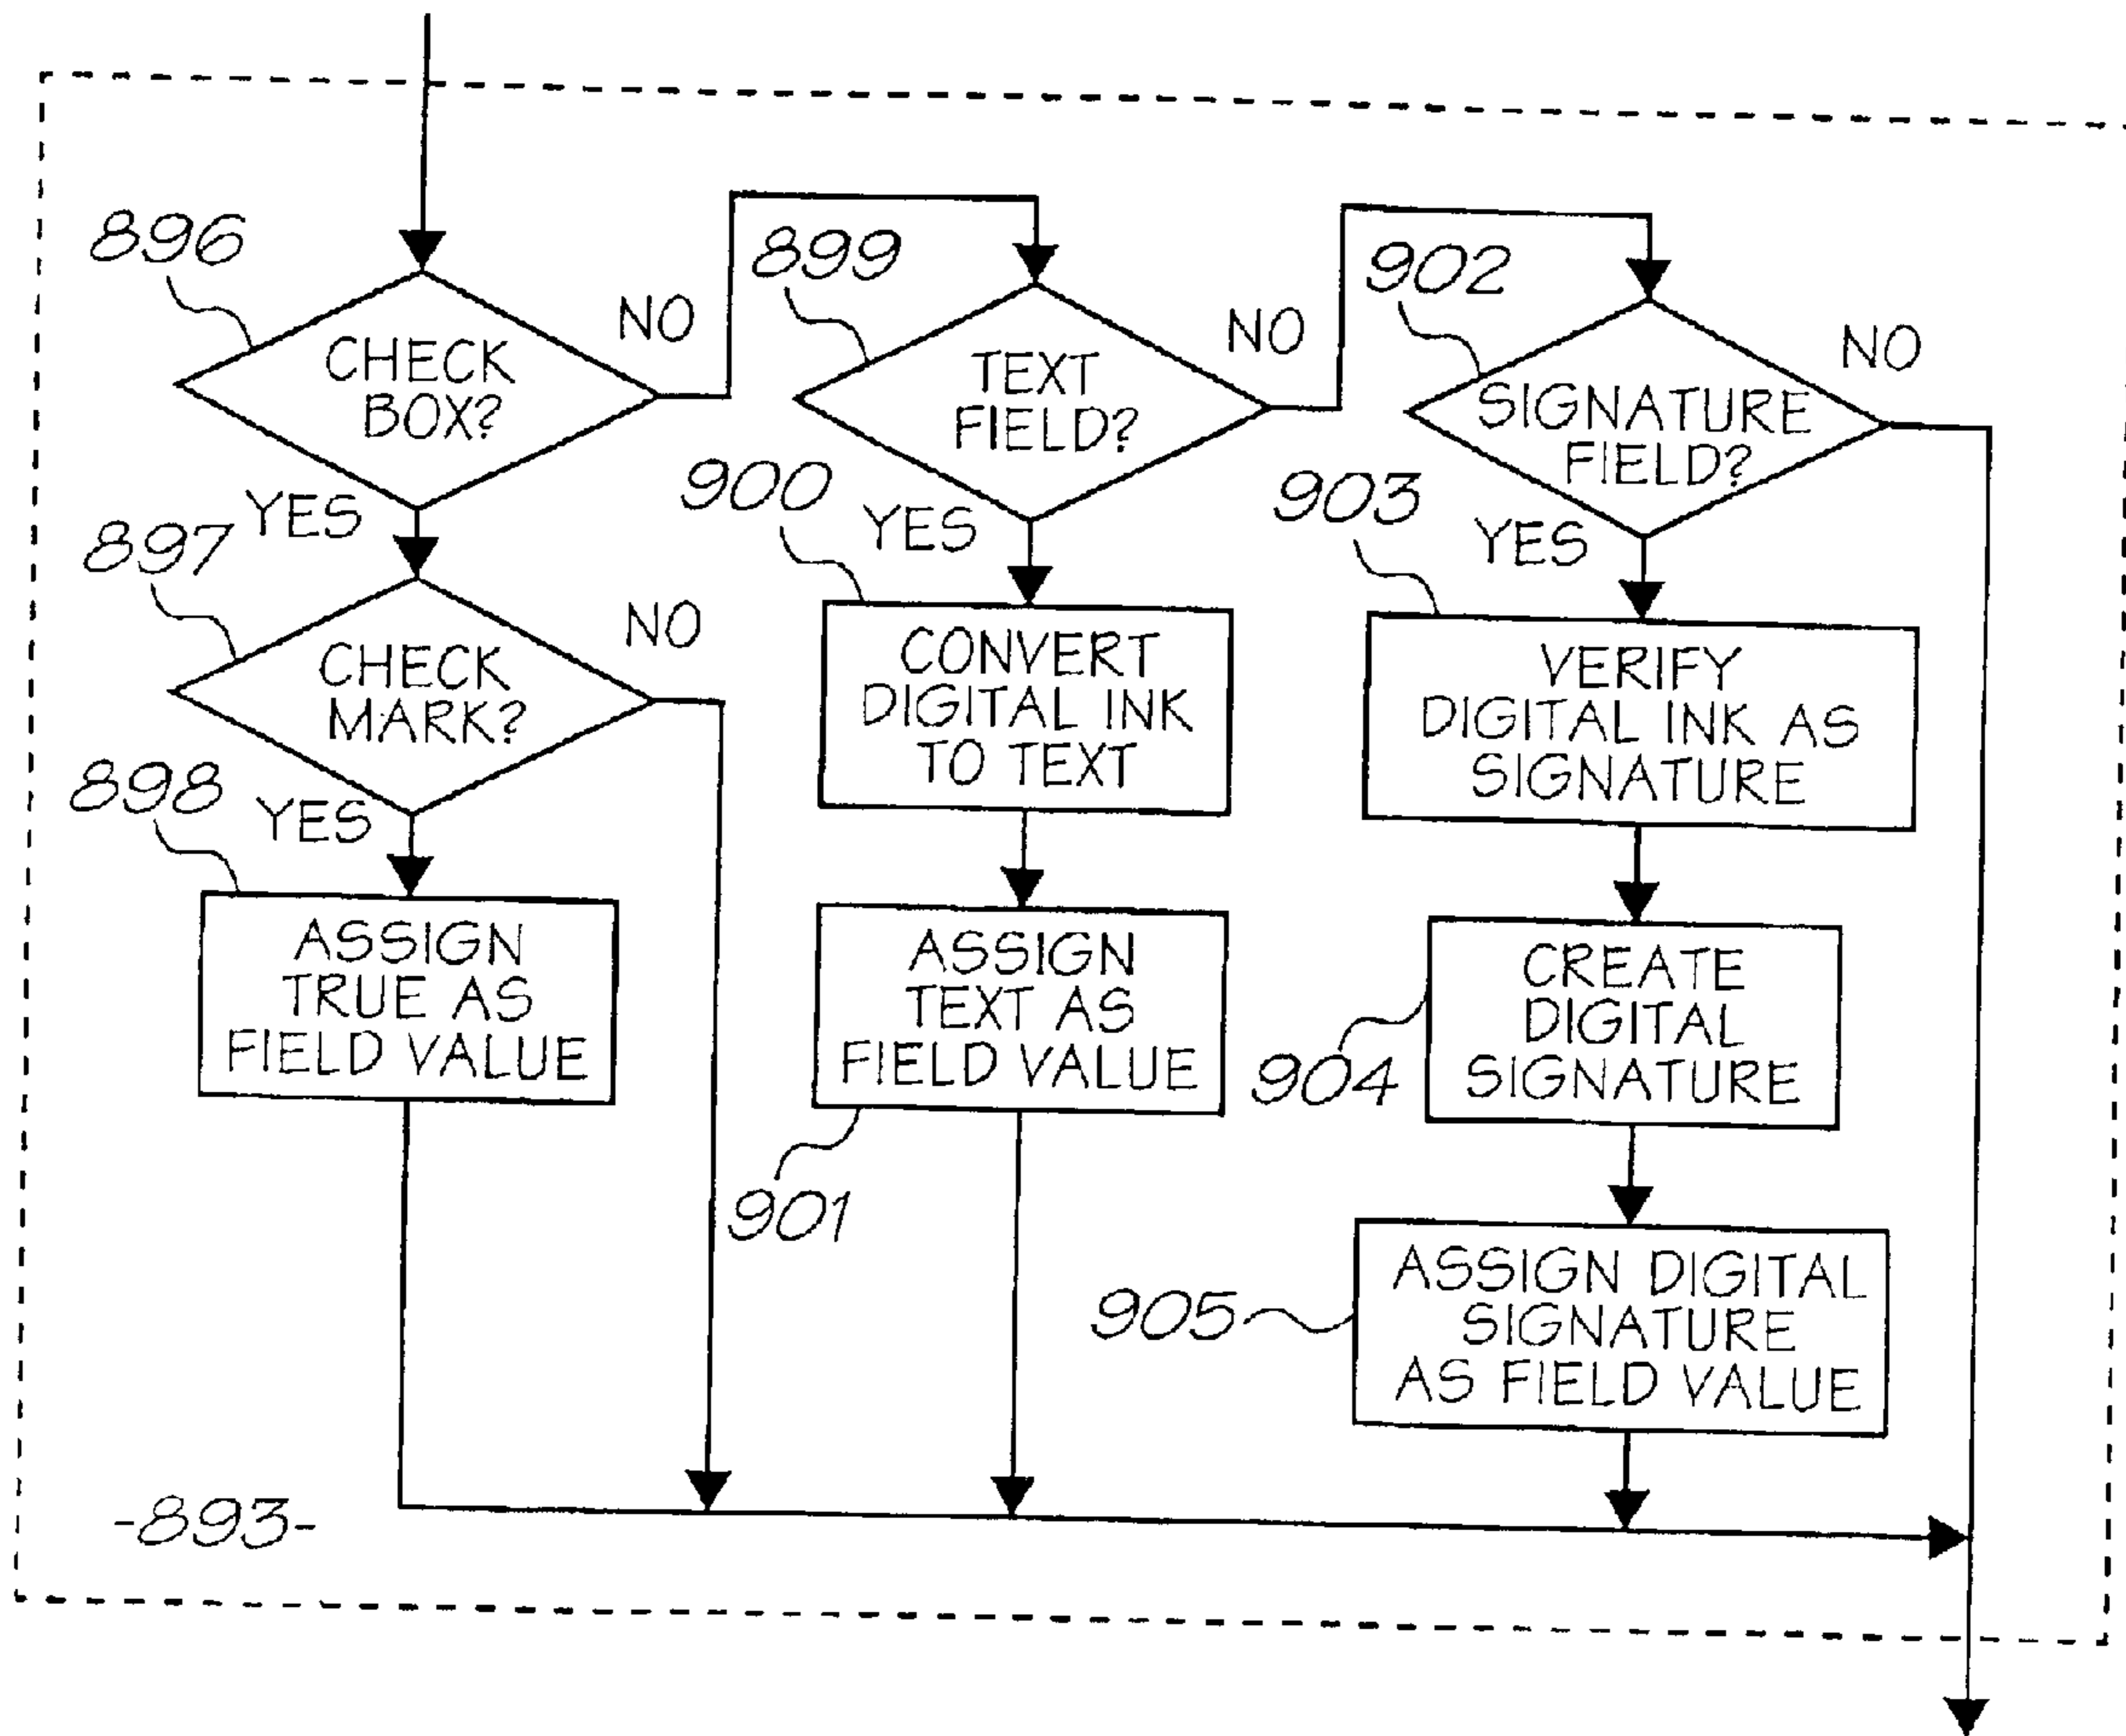 896
CHECK
BOX?
NO
YES
899
TEXT
FIELD?
NO
YES
902
SIGNATURE
FIELD?
NO
YES
897
CHECK
MARK?
NO
YES
900
CONVERT
DIGITAL INK
TO TEXT
903
VERIFY
DIGITAL INK AS
SIGNATURE
898
ASSIGN
TRUE AS
FIELD VALUE
ASSIGN
TEXT AS
FIELD VALUE
901
904
CREATE
DIGITAL
SIGNATURE
905
ASSIGN DIGITAL
SIGNATURE
AS FIELD VALUE
-893-